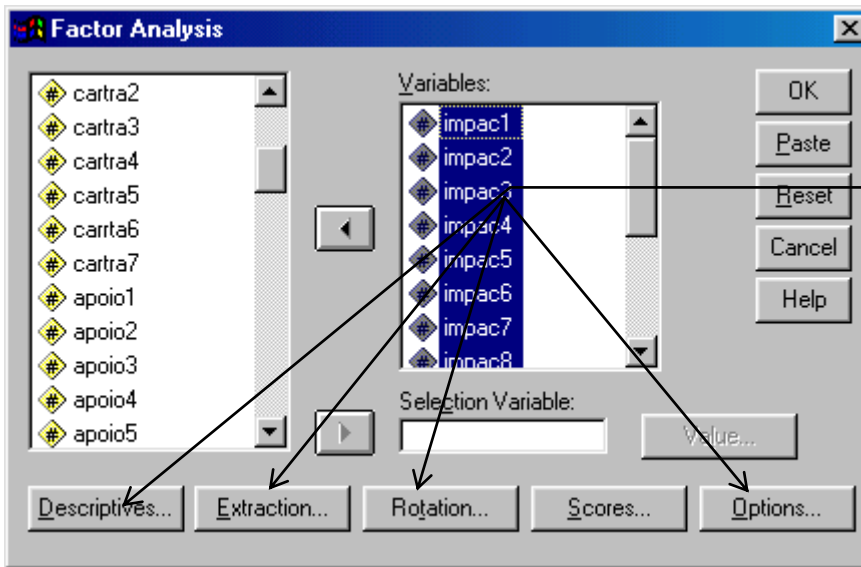 Factor Analysis
cartra2
cartra3
cartra4
cartra5
carrta6
cartra7
apoio1
apoio2
apoio3
apoio4
apoio5
Variables:
impac1
impac2
impac3
impac4
impac5
impac6
impac7
impac8
Selection Variable:
Value...
OK
Paste
Reset
Cancel
Help
Descriptives...
Extraction...
Rotation...
Scores...
Options...